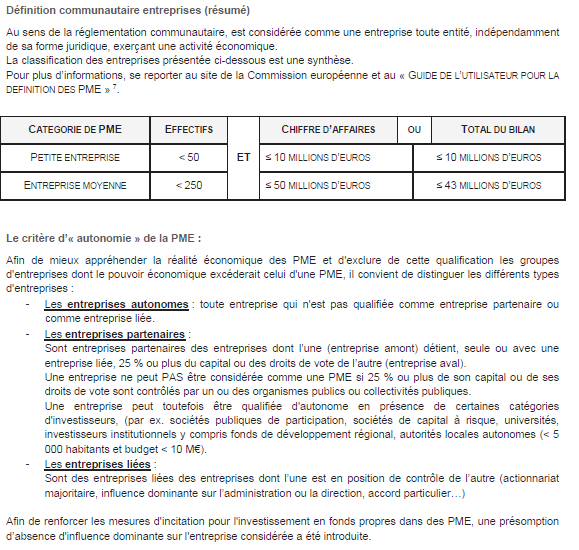 Définition communautaire entreprises (résumé)
Au sens de la réglementation communautaire, est considérée comme une entreprise toute entité, indépendamment
de sa forme juridique, exerçant une activité économique.
La classification des entreprises présentée ci-dessous est une synthèse.
Pour plus d’informations, se reporter au site de la Commission européenne et au « GUIDE DE L’UTILISATEUR POUR LA
DEFINITION DES PME » 7.
CATEGORIE DE PME EFFECTIFS CHIFFRE D’AFFAIRES OU TOTAL DU BILAN
PETITE ENTREPRISE < 50 ET ≤ 10 MILLIONS D’EUROS ≤ 10 MILLIONS D’EUROS
ENTREPRISE MOYENNE < 250 ≤ 50 MILLIONS D’EUROS ≤ 43 MILLIONS D’EUROS
Le critère d’« autonomie » de la PME :
Afin de mieux appréhender la réalité économique des PME et d'exclure de cette qualification les groupes
d'entreprises dont le pouvoir économique excéderait celui d'une PME, il convient de distinguer les différents types
d'entreprises :
- Les entreprises autonomes : toute entreprise qui n'est pas qualifiée comme entreprise partenaire ou
comme entreprise liée.
- Les entreprises partenaires :
Sont entreprises partenaires des entreprises dont l’une (entreprise amont) détient, seule ou avec une
entreprise liée, 25 % ou plus du capital ou des droits de vote de l’autre (entreprise aval).
Une entreprise ne peut PAS être considérée comme une PME si 25 % ou plus de son capital ou de ses
droits de vote sont contrôlés par un ou des organismes publics ou collectivités publiques.
Une entreprise peut toutefois être qualifiée d'autonome en présence de certaines catégories
d'investisseurs, (par ex. sociétés publiques de participation, sociétés de capital à risque, universités,
investisseurs institutionnels y compris fonds de développement régional, autorités locales autonomes (< 5
000 habitants et budget < 10 M€).
- Les entreprises liées :
Sont des entreprises liées des entreprises dont l’une est en position de contrôle de l’autre (actionnariat
majoritaire, influence dominante sur l’administration ou la direction, accord particulier…)
Afin de renforcer les mesures d'incitation pour l'investissement en fonds propres dans des PME, une présomption
d’absence d'influence dominante sur l'entreprise considérée a été introduite.